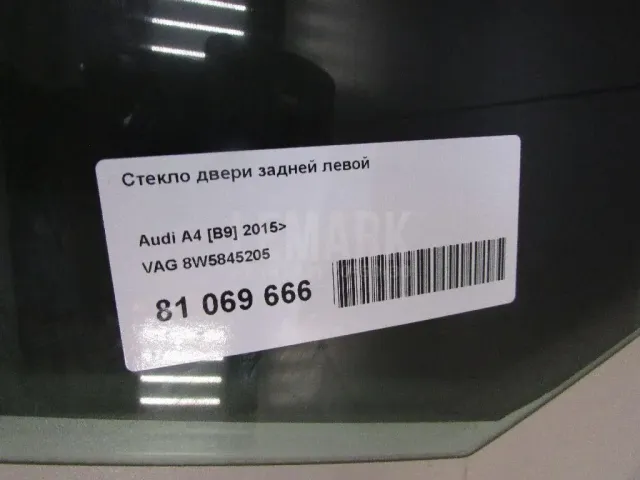 Стекло двери задней левой
Audi A4 [B9] 2015>
VAG 8W5845205
81 069 666